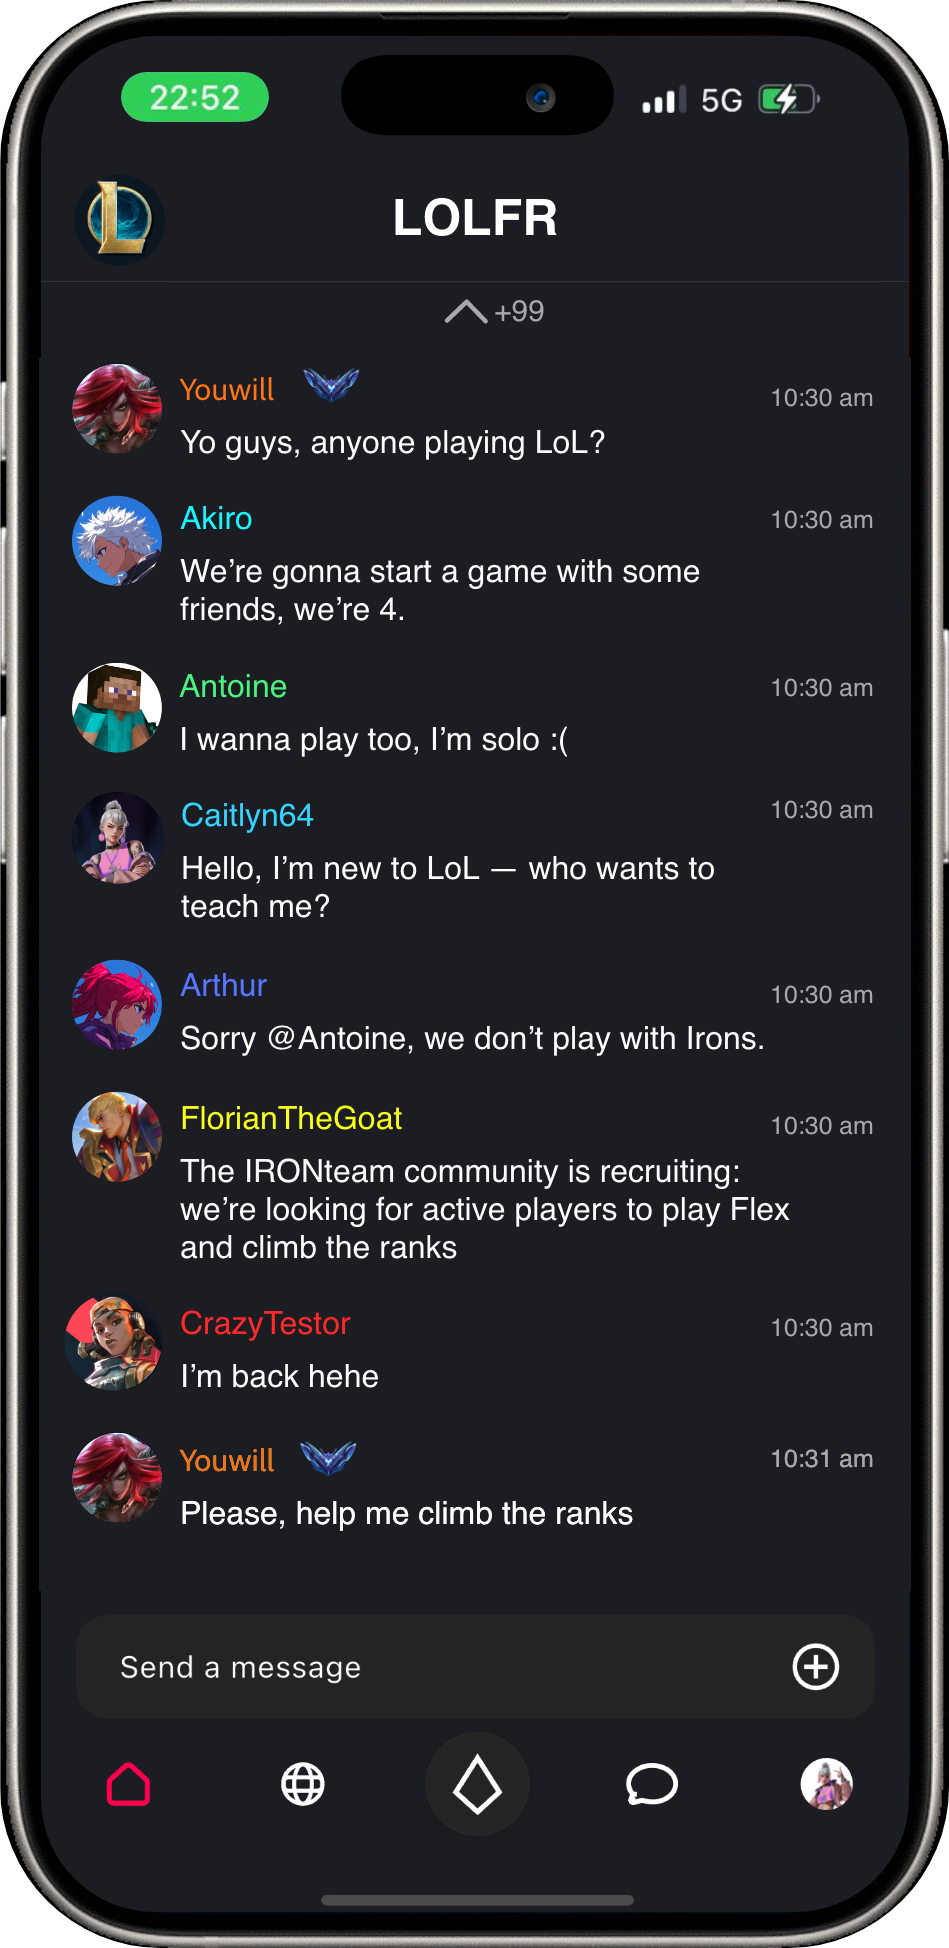 22:52
5G
LOLFR
+99
Youwill
10:30 am
Yo guys, anyone playing LoL?
Akiro
10:30 am
We’re gonna start a game with some
friends, we’re 4.
Antoine
10:30 am
I wanna play too, I’m solo :(
Caitlyn64
10:30 am
Hello, I’m new to LoL — who wants to
teach me?
Arthur
10:30 am
Sorry @Antoine, we don’t play with Irons.
FlorianTheGoat
10:30 am
The IRONteam community is recruiting:
we’re looking for active players to play Flex
and climb the ranks
CrazyTestor
10:30 am
I’m back hehe
Youwill
10:31 am
Please, help me climb the ranks
Send a message